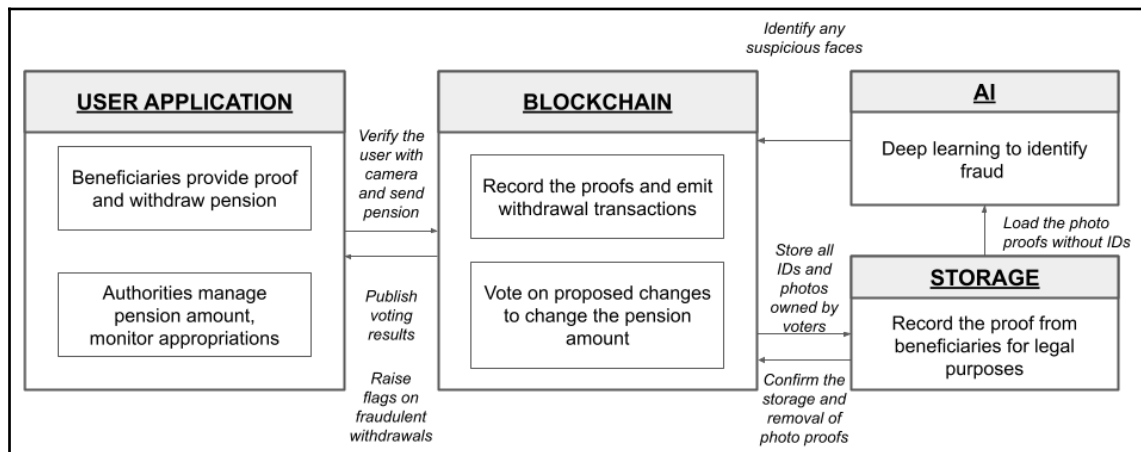 Identify any
suspicious faces
USER APPLICATION
BLOCKCHAIN
AI
Beneficiaries provide proof
and withdraw pension
Verify the
user with
camera
and send
pension
Record the proofs and emit
withdrawal transactions
Deep learning to identify
fraud
Load the photo
proofs without IDs
Authorities manage
pension amount,
monitor appropriations
Publish
voting
results
Raise
flags on
fraudulent
withdrawals
Vote on proposed changes
to change the pension
amount
Store all
IDs and
photos
owned by
voters
Confirm the
storage and
removal of
photo proofs
STORAGE
Record the proof from
beneficiaries for legal
purposes